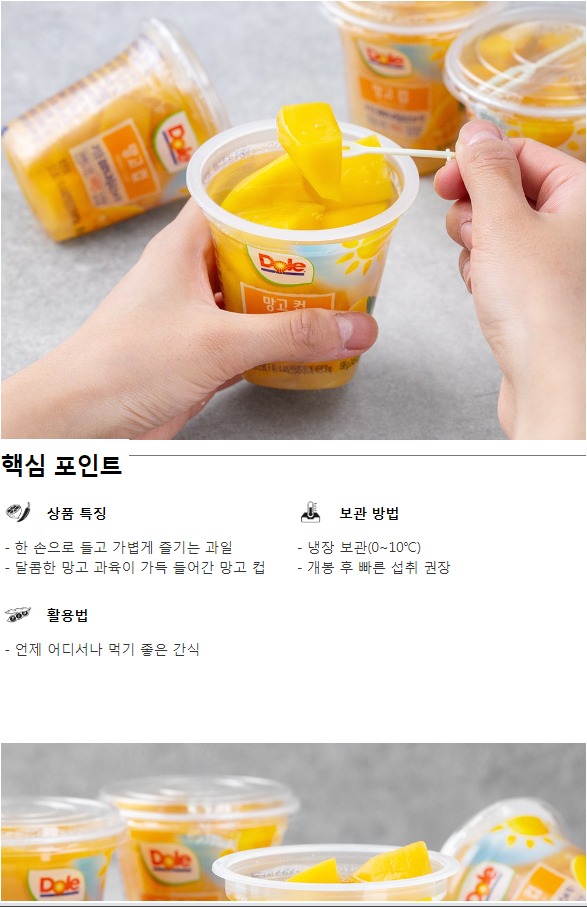 Dole
망고 컵
Dole
망고 컵
Dole
망고 컵
핵심 포인트
상품 특징
- 한 손으로 들고 가볍게 즐기는 과일
- 달콤한 망고 과육이 가득 들어간 망고 컵
보관 방법
- 냉장 보관(0~10℃)
- 개봉 후 빠른 섭취 권장
활용법
- 언제 어디서나 먹기 좋은 간식
Dole
Dole
Dole